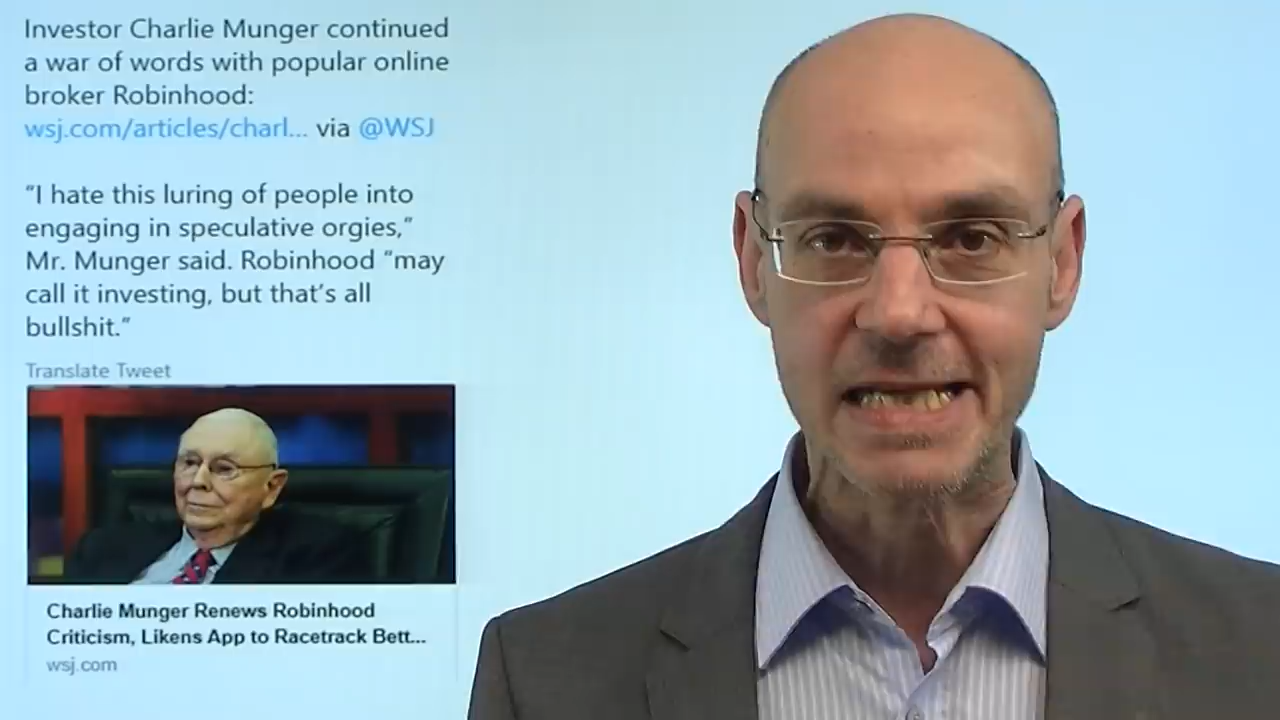 Investor Charlie Munger continued
a war of words with popular online
broker Robinhood:
wsj.com/articles/charl... via @WSJ
“I hate this luring of people into
engaging in speculative orgies,”
Mr. Munger said. Robinhood “may
call it investing, but that’s all
bullshit.”
Translate Tweet
Charlie Munger Renews Robinhood
Criticism, Likens App to Racetrack Bett...
wsj.com